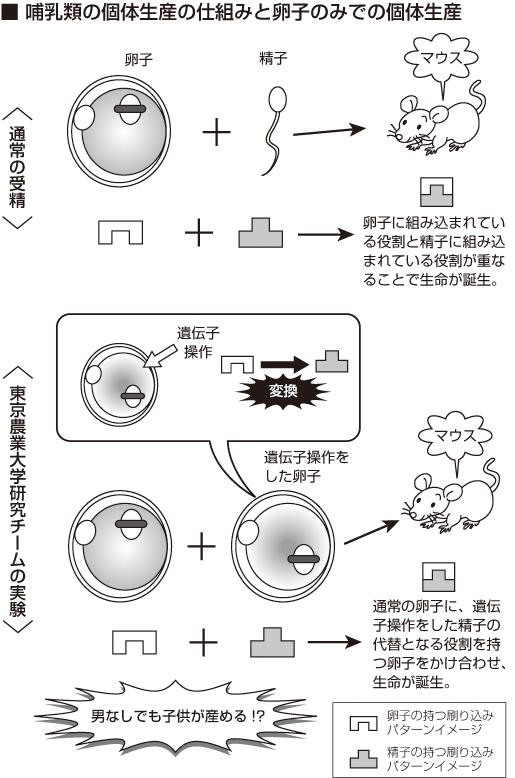 ■ 哺乳類の個体生産の仕組みと卵子のみでの個体生産
卵子
精子
マウス
〈通常の受精〉
卵子に組み込まれてい
る役割と精子に組み込
まれている役割が重な
ることで生命が誕生。
遺伝子
操作
変換
〈東京農業大学研究チームの実験〉
遺伝子操作を
した卵子
マウス
通常の卵子に、遺伝
子操作をした精子の
代替となる役割を持
つ卵子をかけ合わせ、
生命が誕生。
男なしでも子供が産める!?
卵子の持つ刷り込み
パターンイメージ
精子の持つ刷り込み
パターンイメージ